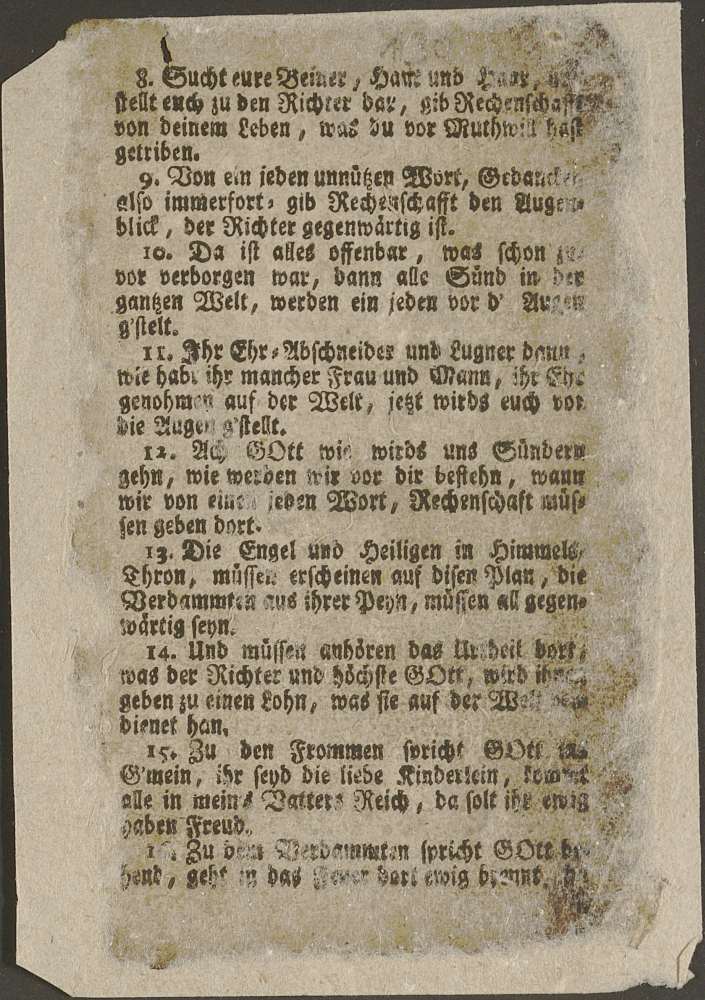 8. Sucht eure Beiner, Haut und Haar,
stellt euch zu den Richter dar, gib Rechenschafft
von deinem Leben, was du vor Muthwill hast
getriben.
9. Von ein jeden unnützen Wort, Gedancken
also immerfort, gib Rechenschafft den Augen-
blick, der Richter gegenwärtig ist.
10. Da ist alles offenbar, was schon zu-
vor verborgen war, dann alle Sünd in der
gantzen Welt, werden ein jeden vor d' Augen
g'stelt.
11. Ihr Ehr-Abschneider und Lugner dann,
wie habt ihr mancher Frau und Mann, ihr Ehr
genohmen auf der Welt, jetzt wirds euch vor
die Augen g'stellt.
12. Ach GOtt wie wirds uns Sündern
gehn, wie werden wir vor dir bestehn, wann
wir von einen jeden Wort, Rechenschaft müs-
sen geben dort.
13. Die Engel und Heiligen in Himmels-
Thron, müssen erscheinen auf disen Plan, die
Verdammten aus ihrer Peyn, müssen all gegen-
wärtig seyn.
14. Und müssen anhören das Urtheil dort,
was der Richter und höchste GOtt, wird ihnen
geben zu einen Lohn, was sie auf der Welt
dienet han.
15. Zu den Frommen spricht GOtt
G'mein, ihr seyd die liebe Kinderlein, kommt
alle in mein's Vatters Reich, da solt ihr ewig
haben Freud.
16. Zu dem Verdammten spricht GOtt be-
hend, geht in das Feuer dort ewig brennt,